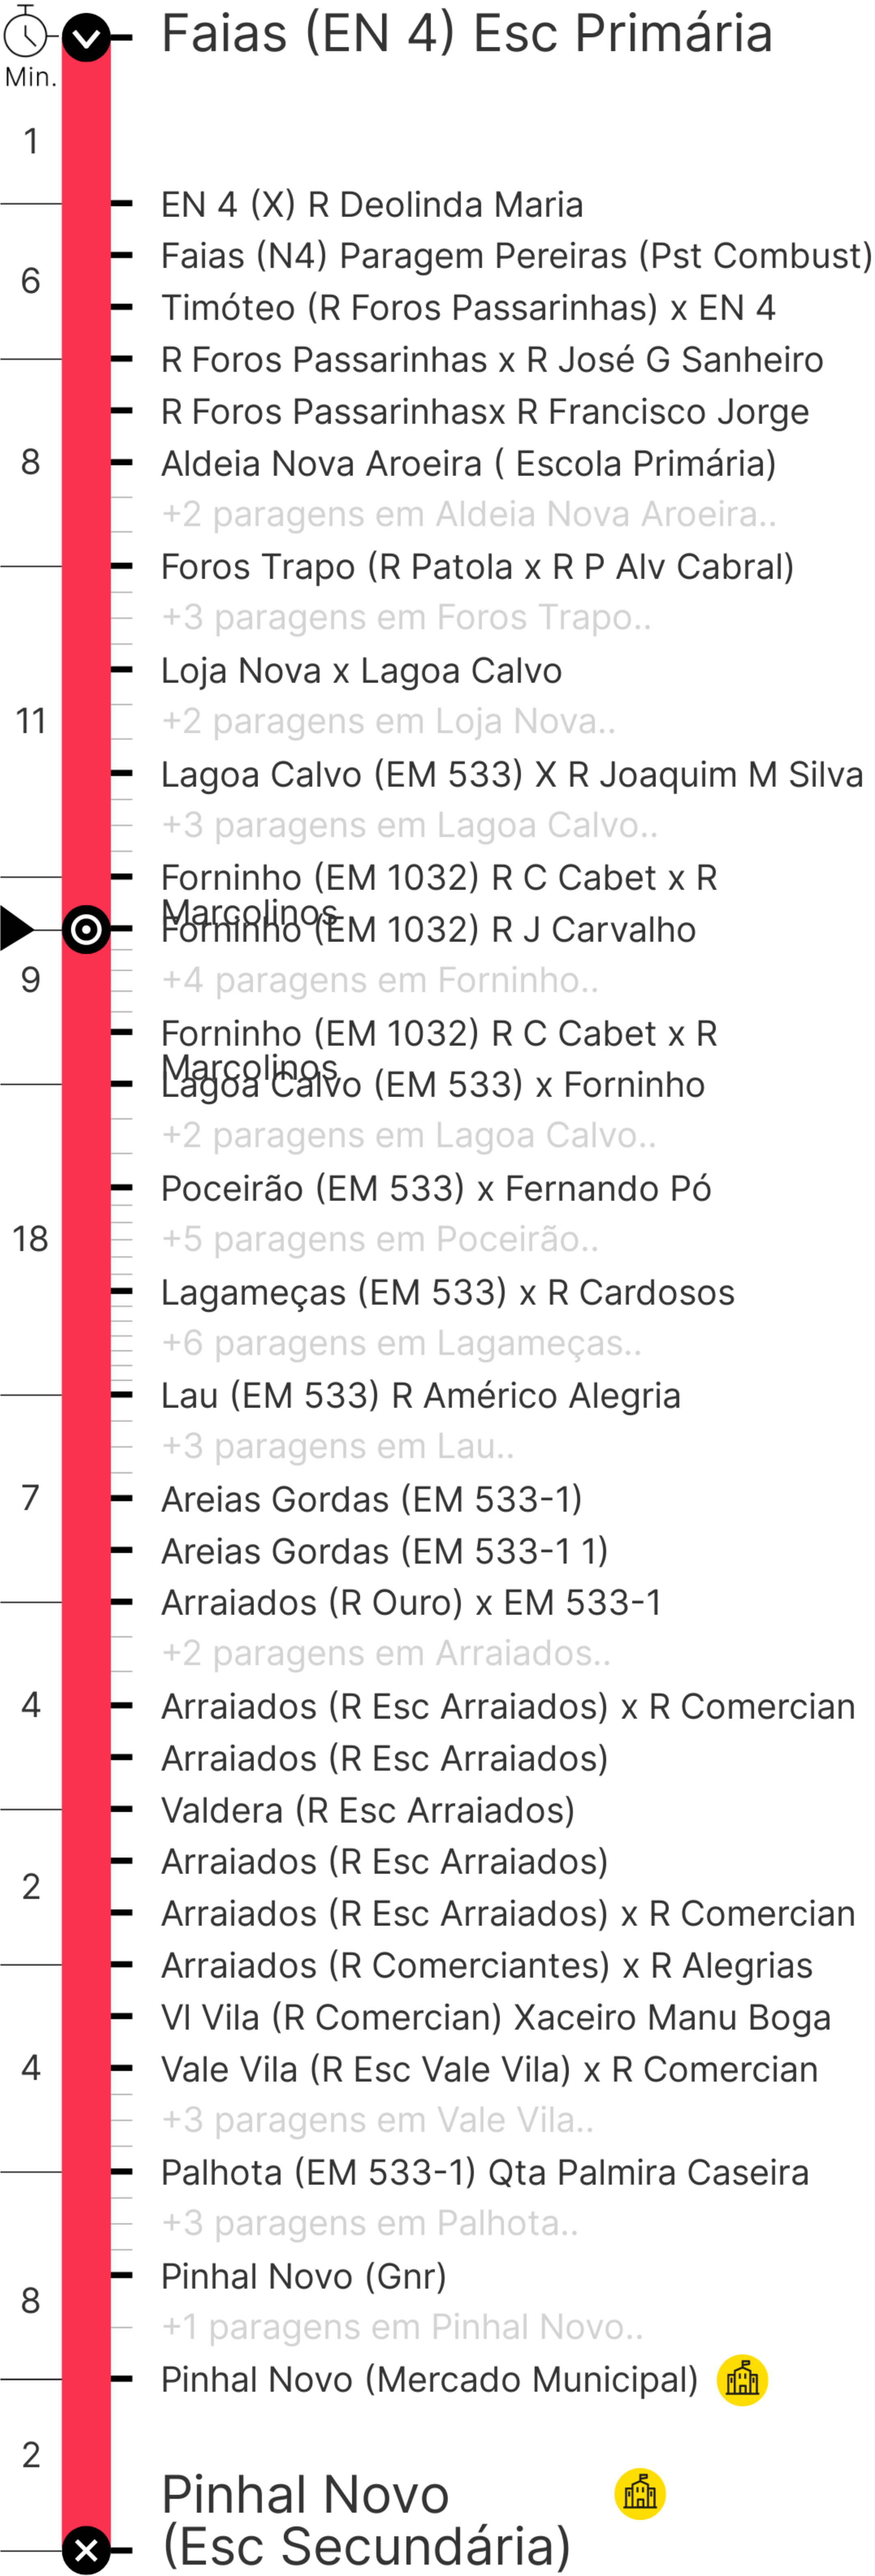 Faias (EN 4) Esc Primária
Min.
1
EN 4 (X) R Deolinda Maria
Faias (N4) Paragem Pereiras (Pst Combust)
6
Timóteo (R Foros Passarinhas) x EN 4
R Foros Passarinhas x R José G Sanheiro
R Foros Passarinhasx R Francisco Jorge
8
Aldeia Nova Aroeira ( Escola Primária)
+2 paragens em Aldeia Nova Aroeira..
Foros Trapo (R Patola x R P Alv Cabral)
+3 paragens em Foros Trapo..
Loja Nova x Lagoa Calvo
11
+2 paragens em Loja Nova..
Lagoa Calvo (EM 533) X R Joaquim M Silva
+3 paragens em Lagoa Calvo..
Forninho (EM 1032) R C Cabet x R
Marcolinos
Forninho (EM 1032) R J Carvalho
9
+4 paragens em Forninho..
Forninho (EM 1032) R C Cabet x R
Marcolinos
Lagoa Calvo (EM 533) x Forninho
+2 paragens em Lagoa Calvo..
Poceirão (EM 533) x Fernando Pó
18
+5 paragens em Poceirão..
Lagameças (EM 533) x R Cardosos
+6 paragens em Lagameças..
Lau (EM 533) R Américo Alegria
+3 paragens em Lau..
7
Areias Gordas (EM 533-1)
Areias Gordas (EM 533-1 1)
Arraiados (R Ouro) x EM 533-1
+2 paragens em Arraiados..
4
Arraiados (R Esc Arraiados) x R Comercian
Arraiados (R Esc Arraiados)
Valdera (R Esc Arraiados)
Arraiados (R Esc Arraiados)
2
Arraiados (R Esc Arraiados) x R Comercian
Arraiados (R Comerciantes) x R Alegrias
Vl Vila (R Comercian) Xaceiro Manu Boga
4
Vale Vila (R Esc Vale Vila) x R Comercian
+3 paragens em Vale Vila..
Palhota (EM 533-1) Qta Palmira Caseira
+3 paragens em Palhota..
Pinhal Novo (Gnr)
8
+1 paragens em Pinhal Novo..
Pinhal Novo (Mercado Municipal)
2
Pinhal Novo
(Esc Secundária)